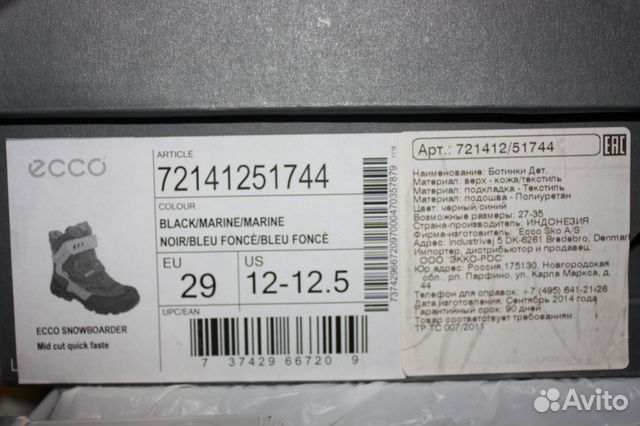 ecco
ECCO SNOWBOARDER
Mid cut quick faste
ARTICLE
72141251744
COLOUR
BLACK/MARINE/MARINE
NOIR/BLEU FONCÉ/BLEU FONCÉ
EU
29
US
12-12.5
UPC/EAN
7 37429 66720 9
Арт.: 721412/51744
EAC
Наименование: Ботинки Дет.
Материал: верх - кожа/текстиль
Материал: подкладка - Текстиль
Материал: подошва - Полиуретан
Цвет: черный/синий
Возможные размеры: 27-35
Страна-производитель: ИНДОНЕЗИЯ
Фирма-изготовитель: Ecco Sko A/S
Адрес: Industrivej 5 DK-6261 Bredebro, Denmark
Импортер, дистрибьютор и продавец:
ООО "ЭККО-РОС"
Юр.адрес: Россия, 175130, Новгородская
обл., рп. Парфино, ул. Карла Маркса, д.
44
Телефон для справок: +7 (495) 641-21-26
Дата изготовления: Сентябрь 2014 года
Гарантийный срок: 90 дней
Товар соответствует требованиям:
ТР ТС 007/2011
Avito